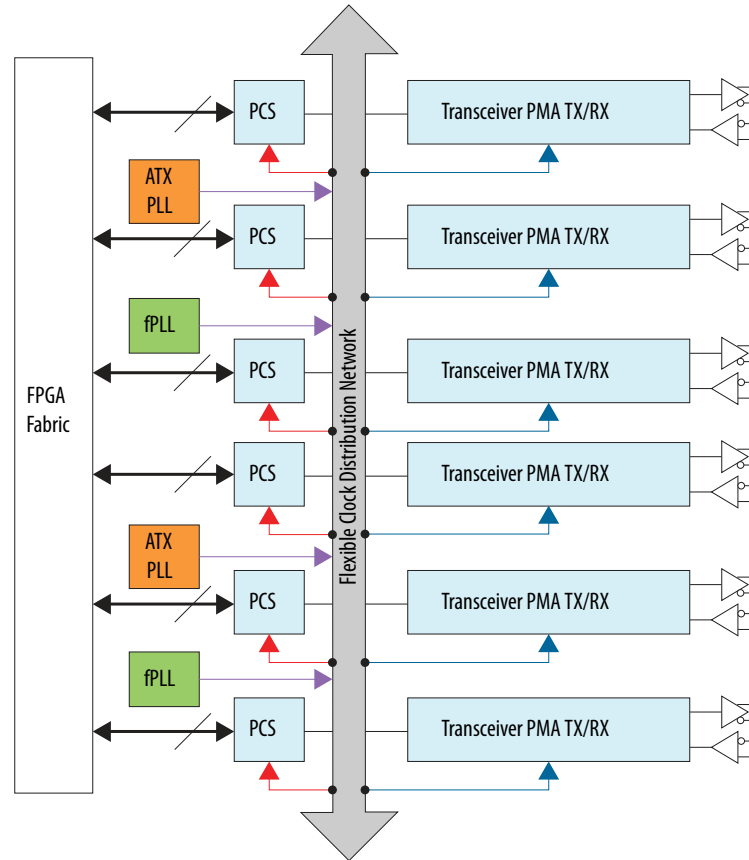 PCS
Transceiver PMA TX/RX
ATX
PLL
PCS
Transceiver PMA TX/RX
fPLL
PCS
Transceiver PMA TX/RX
FPGA
Fabric
Flexible Clock Distribution Network
PCS
Transceiver PMA TX/RX
ATX
PLL
PCS
Transceiver PMA TX/RX
fPLL
PCS
Transceiver PMA TX/RX